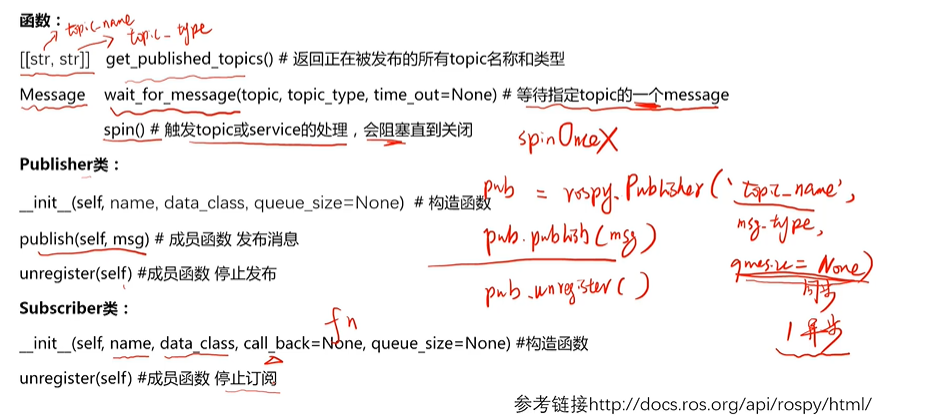 函数：
topic_name
topic_type
[[str, str]] get_published_topics() # 返回正在被发布的所有topic名称和类型
Message wait_for_message(topic, topic_type, time_out=None) # 等待指定topic的一个message
spin() # 触发topic或service的处理，会阻塞直到关闭
spinOnce X
Publisher类：
__init__(self, name, data_class, queue_size=None) # 构造函数
pub = rospy.Publisher('topic_name',
msg_type,
queue_size = None)
同步
1 异步
publish(self, msg) # 成员函数 发布消息
pub.publish(msg)
unregister(self) #成员函数 停止发布
pub.unregister()
Subscriber类：
fn
__init__(self, name, data_class, call_back=None, queue_size=None) #构造函数
unregister(self) #成员函数 停止订阅
参考链接http://docs.ros.org/api/rospy/html/